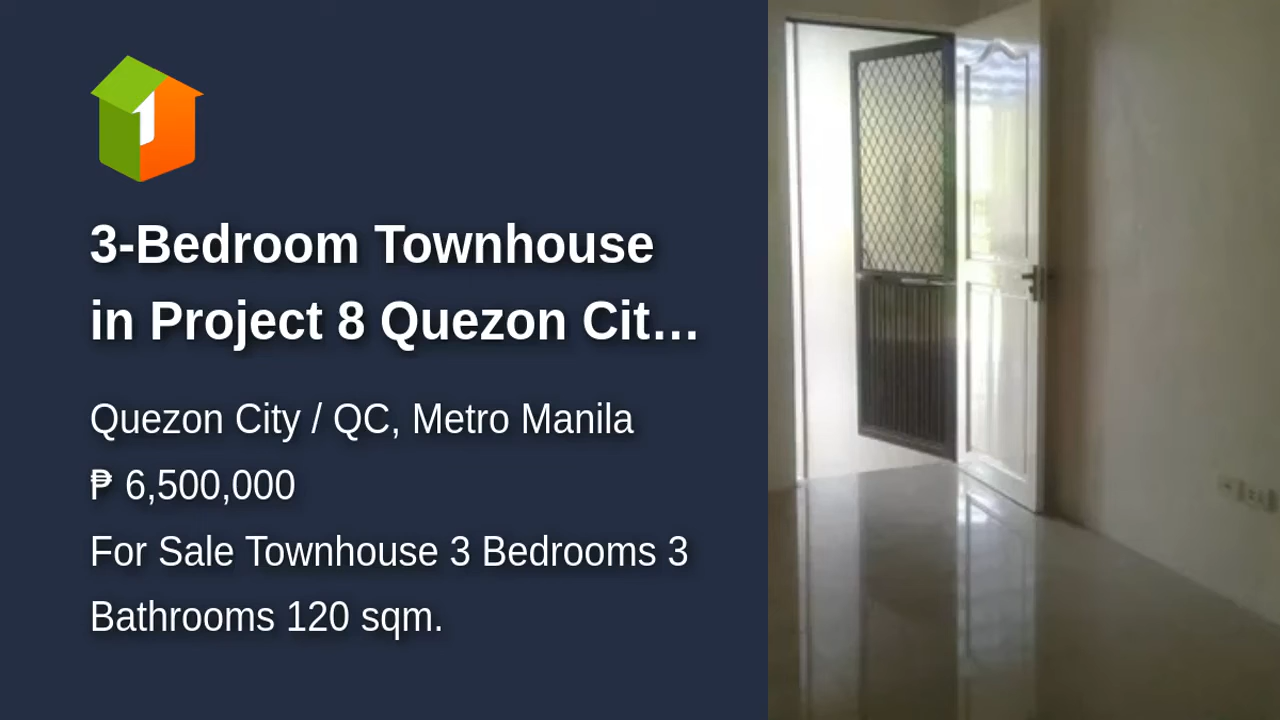 3-Bedroom Townhouse
in Project 8 Quezon Cit…
Quezon City / QC, Metro Manila
₱ 6,500,000
For Sale Townhouse 3 Bedrooms 3
Bathrooms 120 sqm.